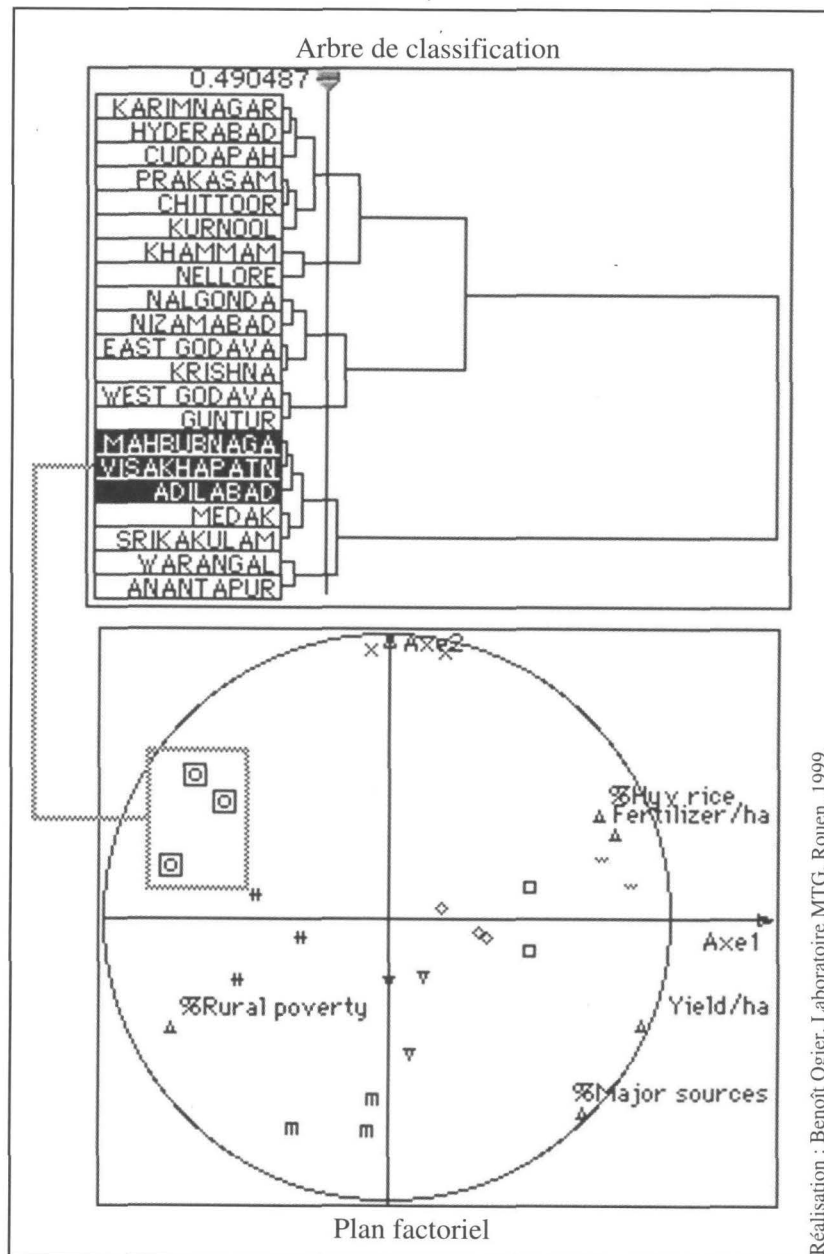 Arbre de classification
0.490487
KARIMNAGAR
HYDERABAD
CUDDAPAH
PRAKASAM
CHITTOOR
KURNOOL
KHAMMAM
NELLORE
NALGONDA
NIZAMABAD
EAST GODAVA
KRISHNA
WEST GODAVA
GUNTUR
MAHBUBNAGA
VISAKHAPATN
ADILABAD
MEDAK
SRIKAKULAM
WARANGAL
ANANTAPUR
Axe2
%Hyv rice
Fertilizer/ha
Axe1
%Rural poverty
Yield/ha
%Major sources
Plan factoriel
Réalisation : Benoît Ogier, Laboratoire MTG, Rouen, 1999